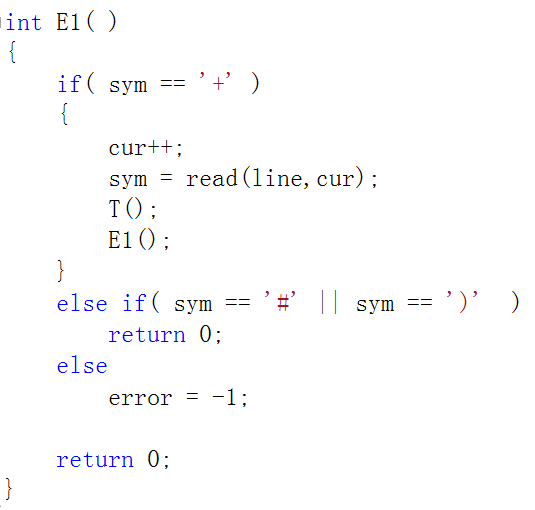 int E1( )
{
    if( sym == '+' )
    {
        cur++;
        sym = read(line,cur);
        T();
        E1();
    }
    else if( sym == '#' || sym == ')'  )
        return 0;
    else
        error = -1;

    return 0;
}